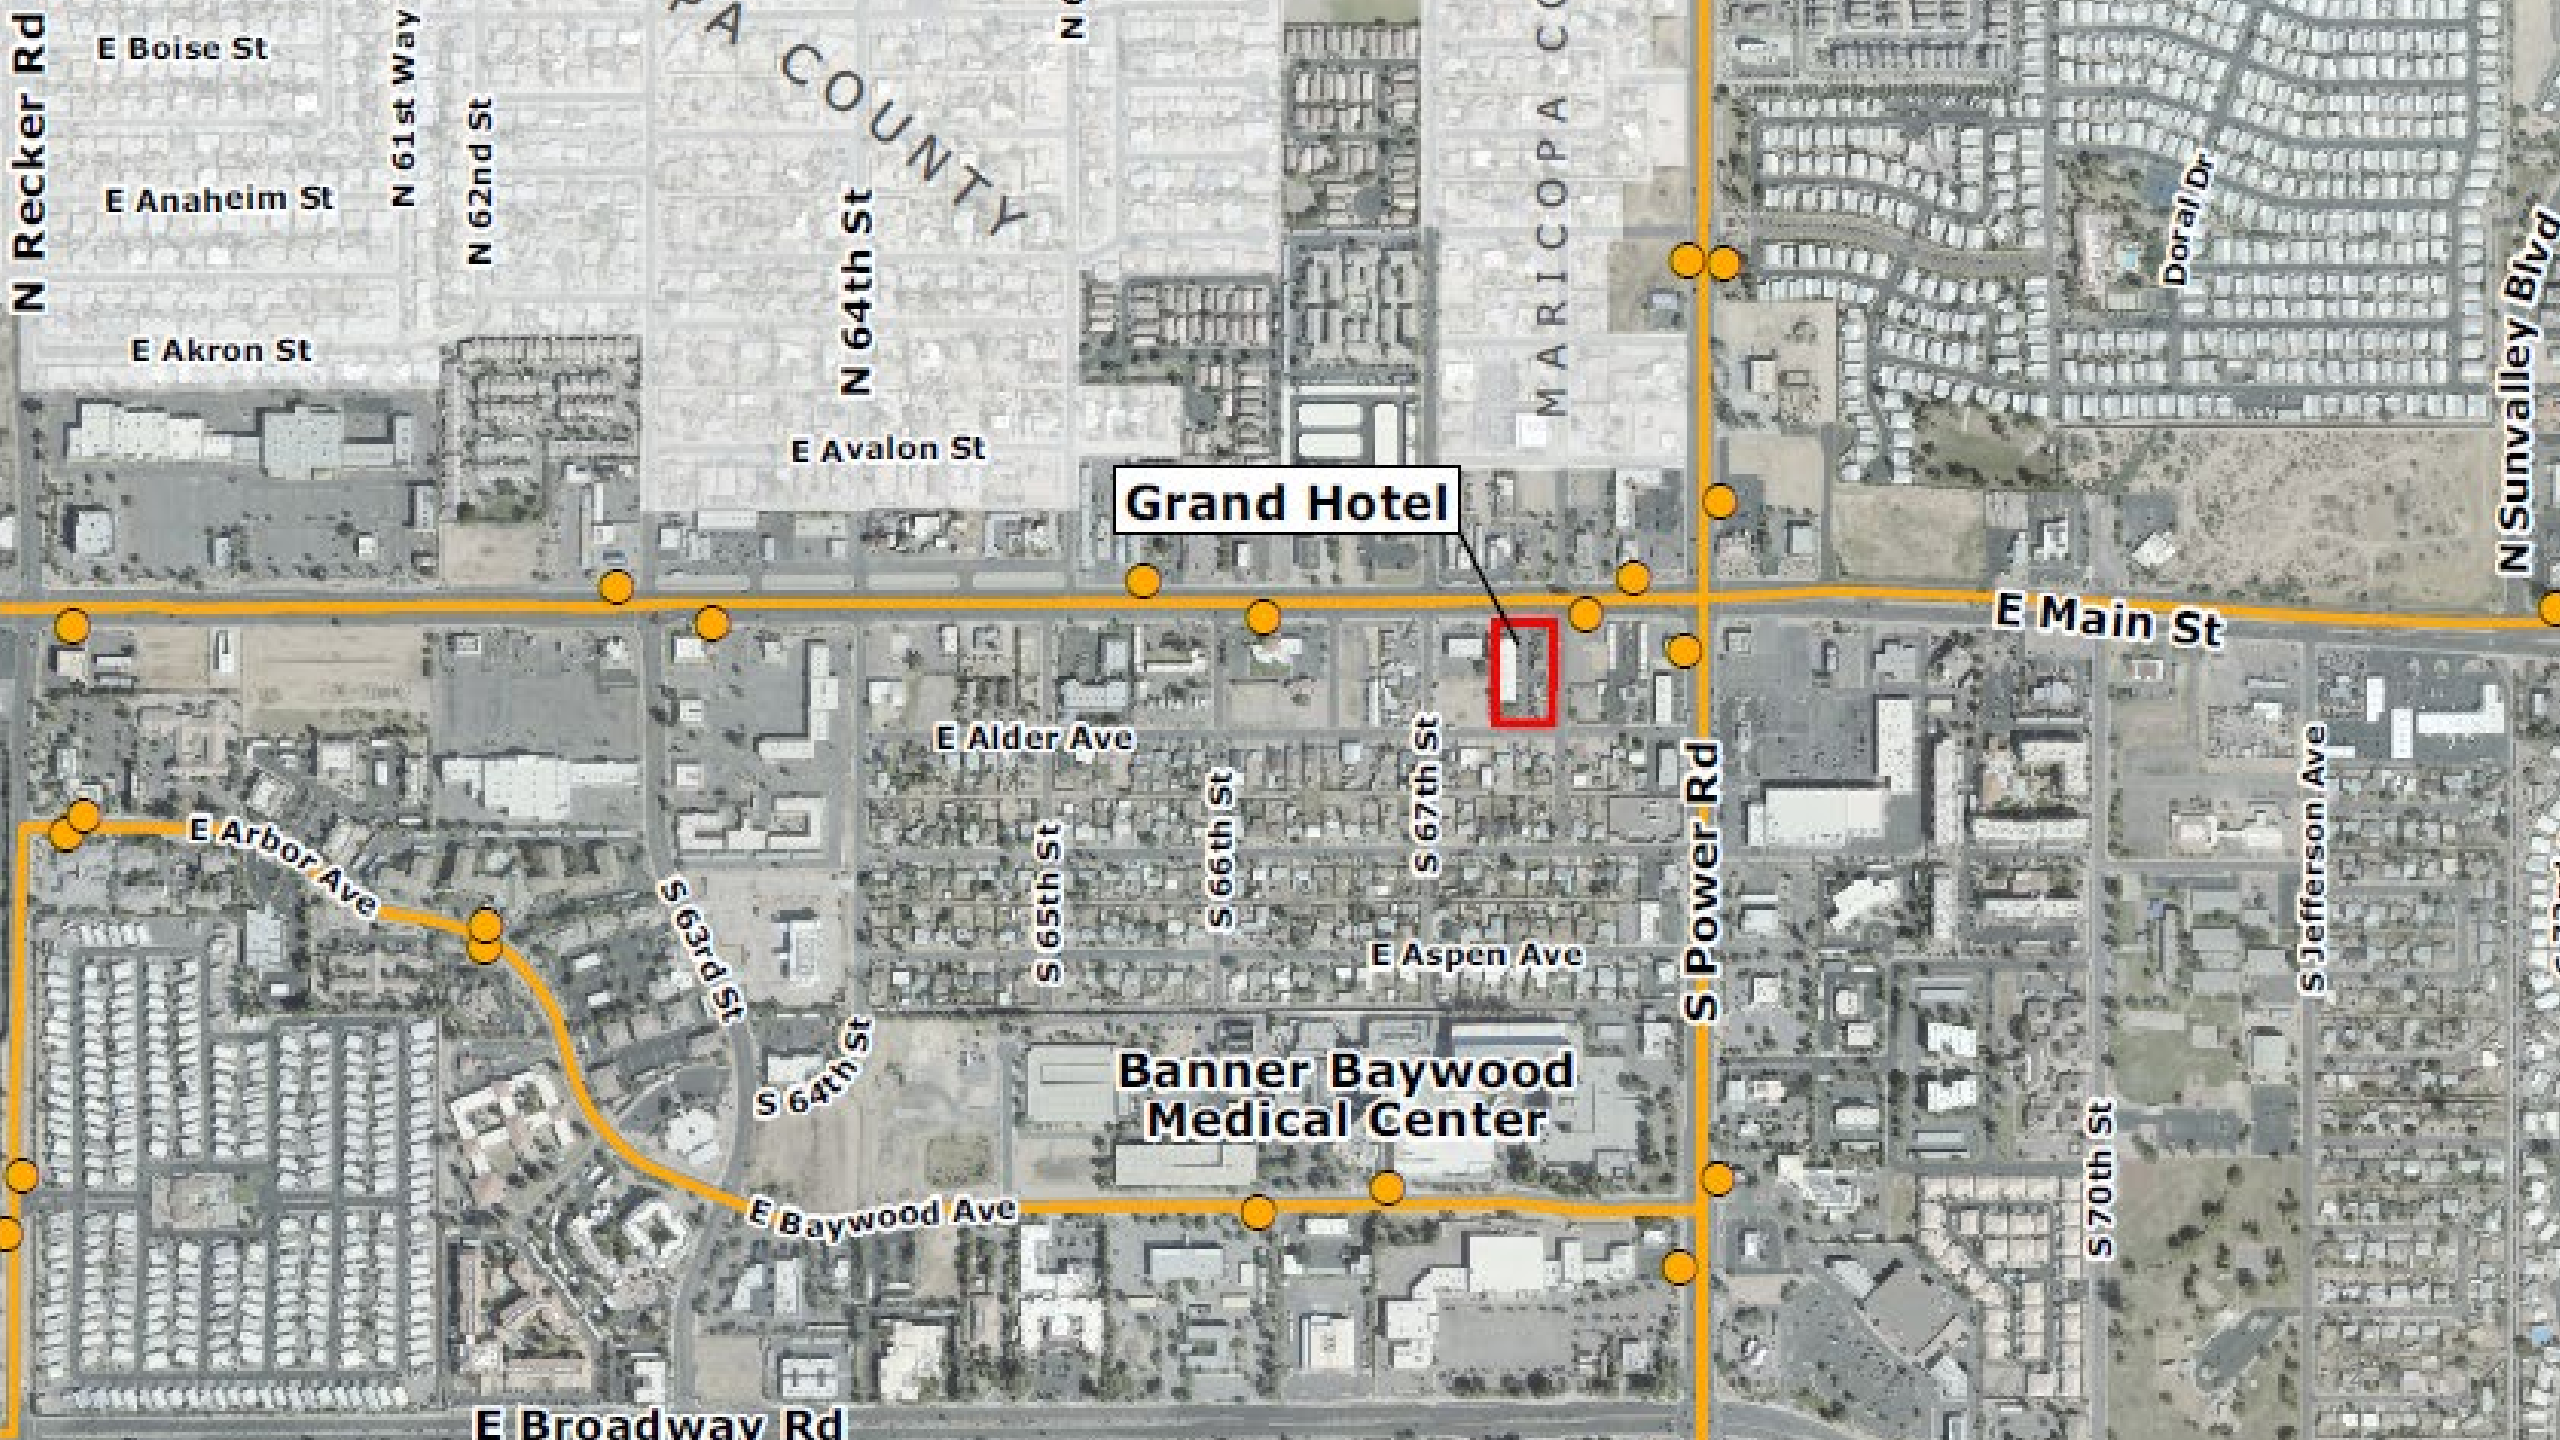 N Recker Rd
E Boise St
N 61st Way
N 62nd St
PA COUNTY
MARICOPA CO
E Anaheim St
N 64th St
Doral Dr
N Sunvalley Blvd
E Akron St
E Avalon St
Grand Hotel
E Main St
E Alder Ave
S 67th St
S 66th St
S 65th St
S Power Rd
S Jefferson Ave
E Arbor Ave
S 63rd St
E Aspen Ave
S 64th St
Banner Baywood
Medical Center
S 70th St
E Baywood Ave
E Broadway Rd